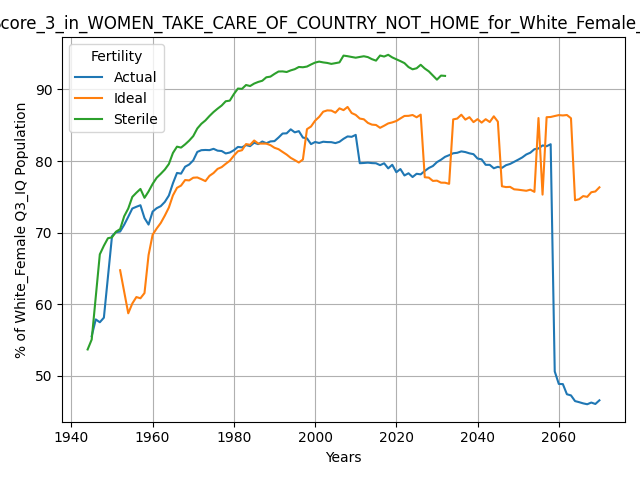 core_3_in_WOMEN_TAKE_CARE_OF_COUNTRY_NOT_HOME_for_White_Female_
Fertility
Actual
Ideal
Sterile
% of White_Female Q3_IQ Population
90
80
70
60
50
1940
1960
1980
2000
2020
2040
2060
Years